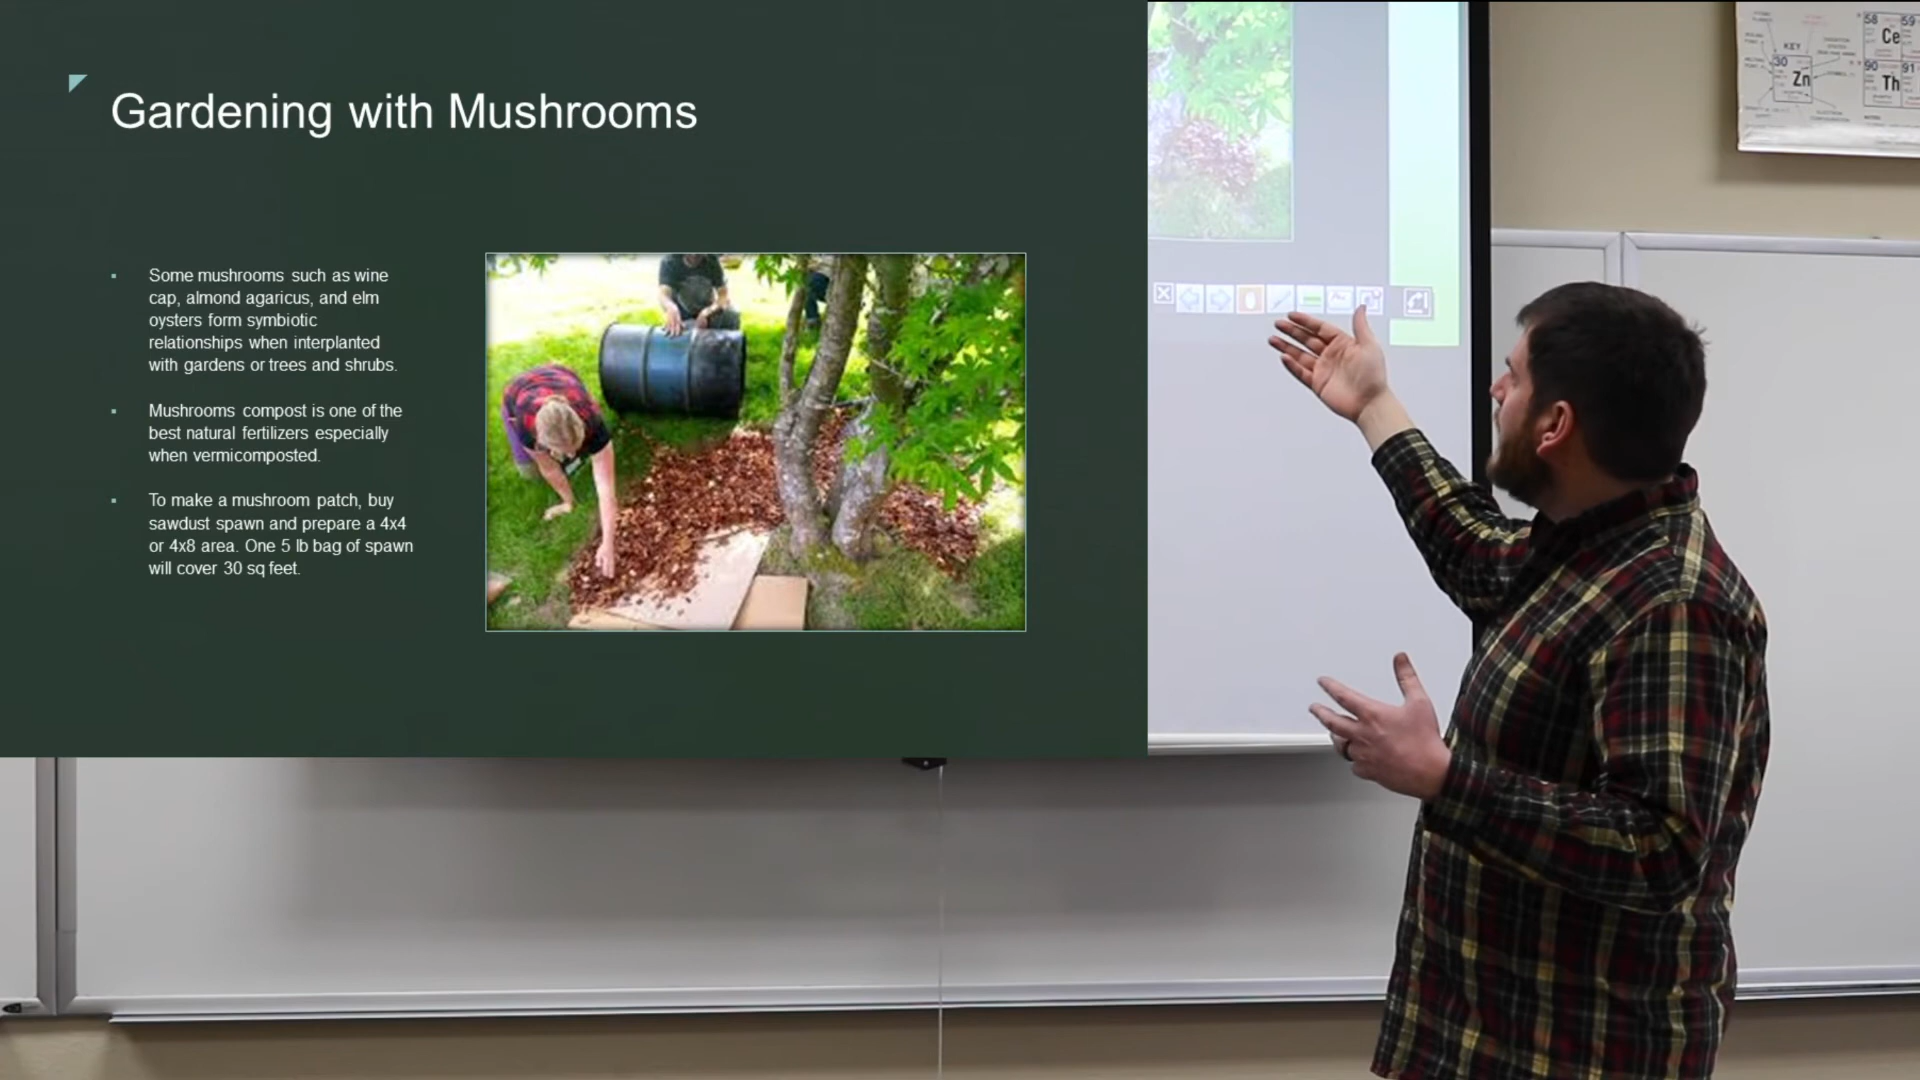 Gardening with Mushrooms
Some mushrooms such as wine
cap, almond agaricus, and elm
oysters form symbiotic
relationships when interplanted
with gardens or trees and shrubs.
Mushrooms compost is one of the
best natural fertilizers especially
when vermicomposted.
To make a mushroom patch, buy
sawdust spawn and prepare a 4x4
or 4x8 area. One 5 lb bag of spawn
will cover 30 sq feet.
KEY
30
Zn
58 59
Ce
90 91
Th